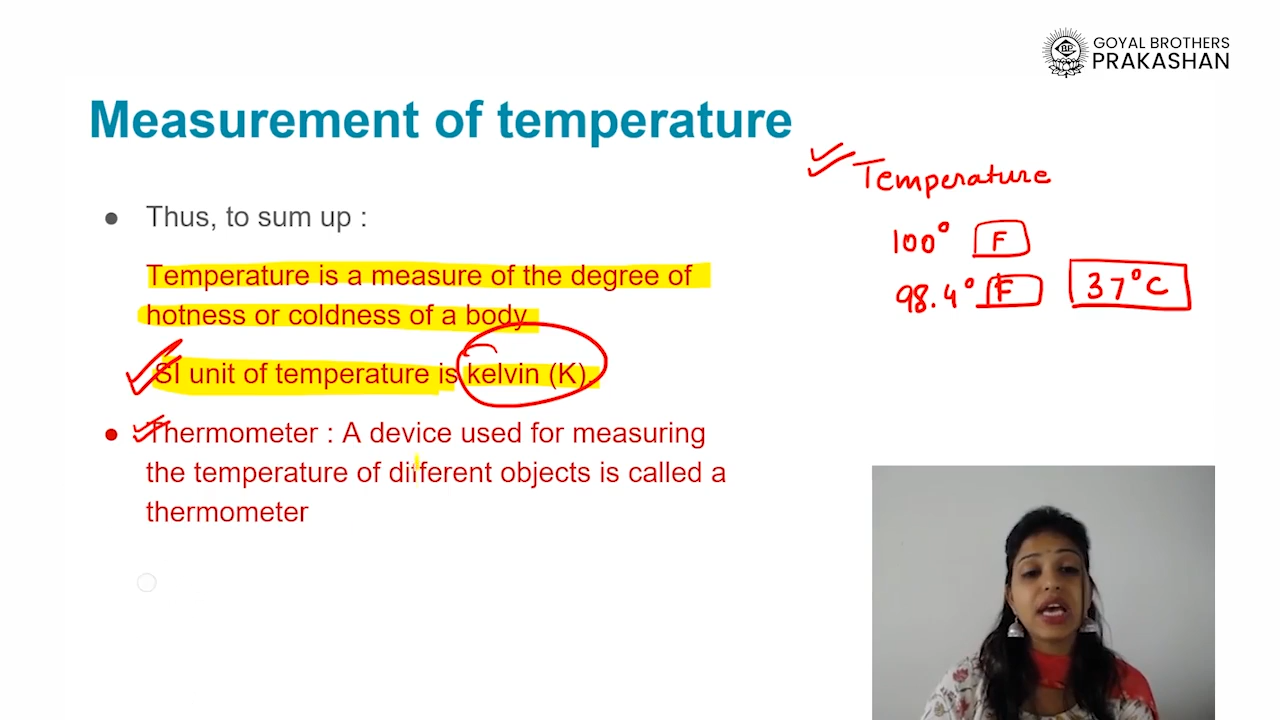 GOYAL BROTHERS
PRAKASHAN
Measurement of temperature
Temperature
• Thus, to sum up :
100° F
Temperature is a measure of the degree of
hotness or coldness of a body
98.4° F 37°C
SI unit of temperature is kelvin (K).
• Thermometer : A device used for measuring
the temperature of different objects is called a
thermometer